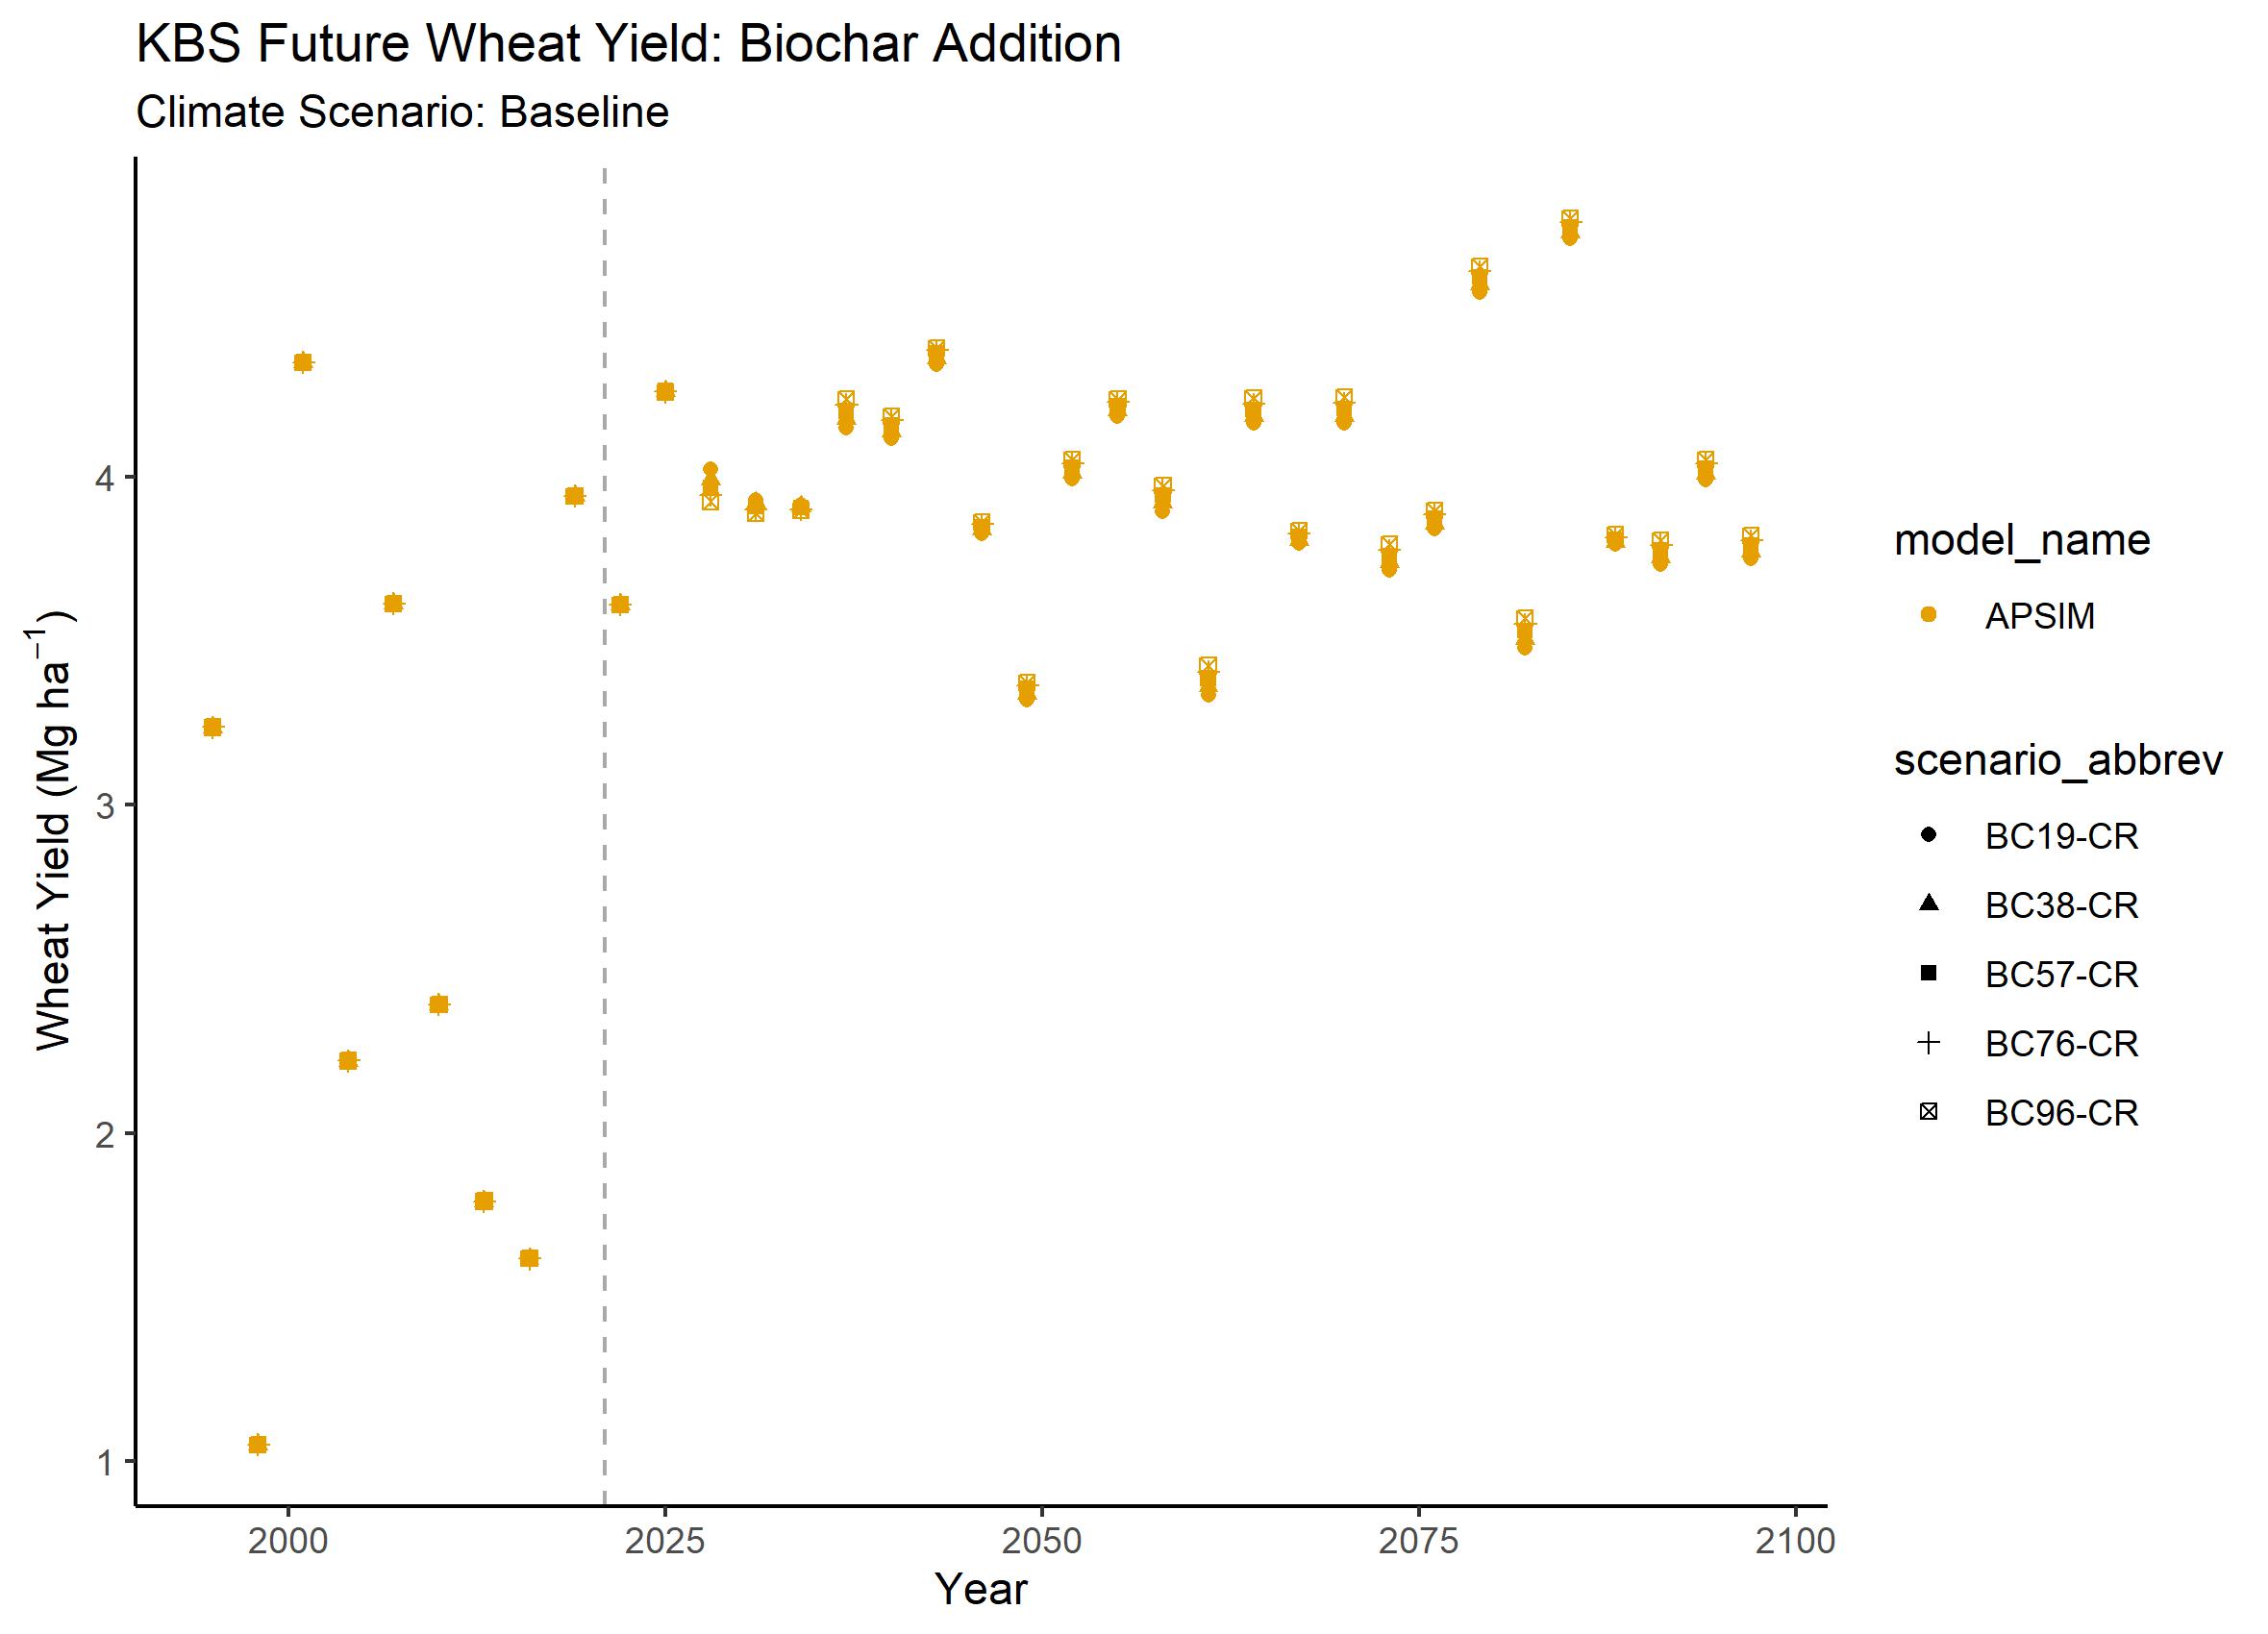 KBS Future Wheat Yield: Biochar Addition
Climate Scenario: Baseline
Wheat Yield (Mg ha⁻¹)
4
3
2
1
2000 2025 2050 2075 2100
Year
model_name
APSIM
scenario_abbrev
BC19-CR
BC38-CR
BC57-CR
BC76-CR
BC96-CR